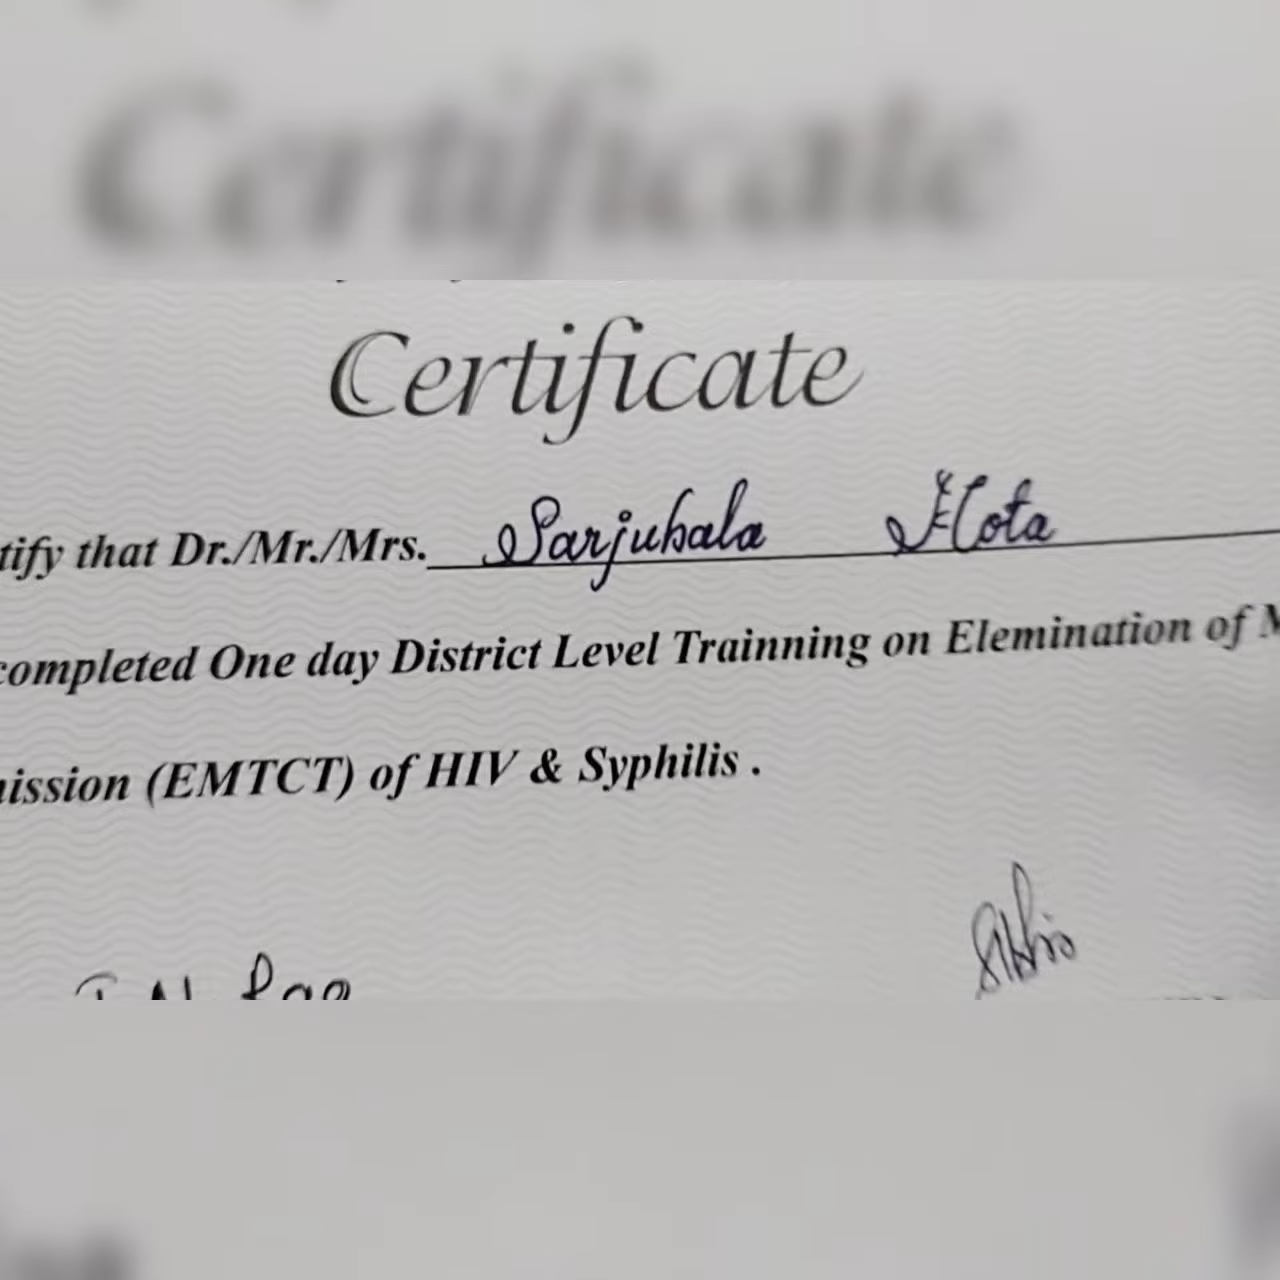 Certificate
tify that Dr./Mr./Mrs. Sarjubala Hota
completed One day District Level Trainning on Elemination of M
ission (EMTCT) of HIV & Syphilis .